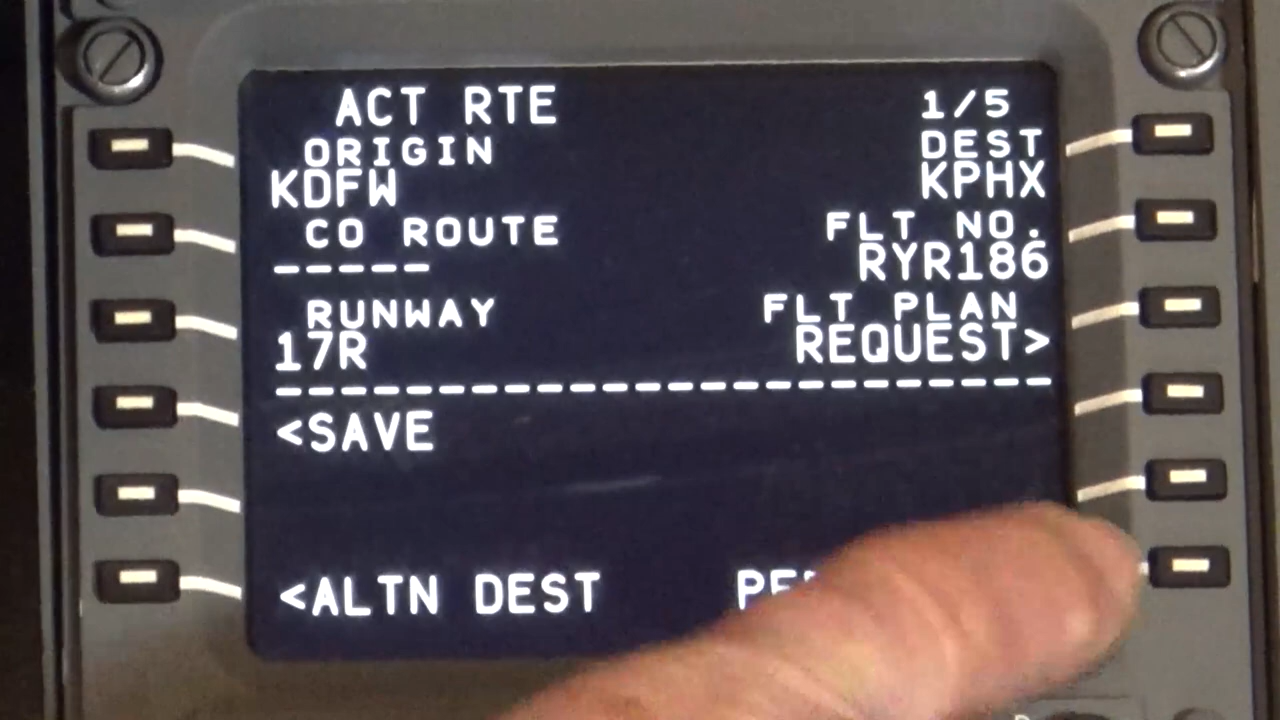 ACT RTE 1/5
ORIGIN DEST
KDFW KPHX
CO ROUTE FLT NO.
----- RYR186
RUNWAY FLT PLAN
17R REQUEST>
------------------------
<SAVE
<ALTN DEST